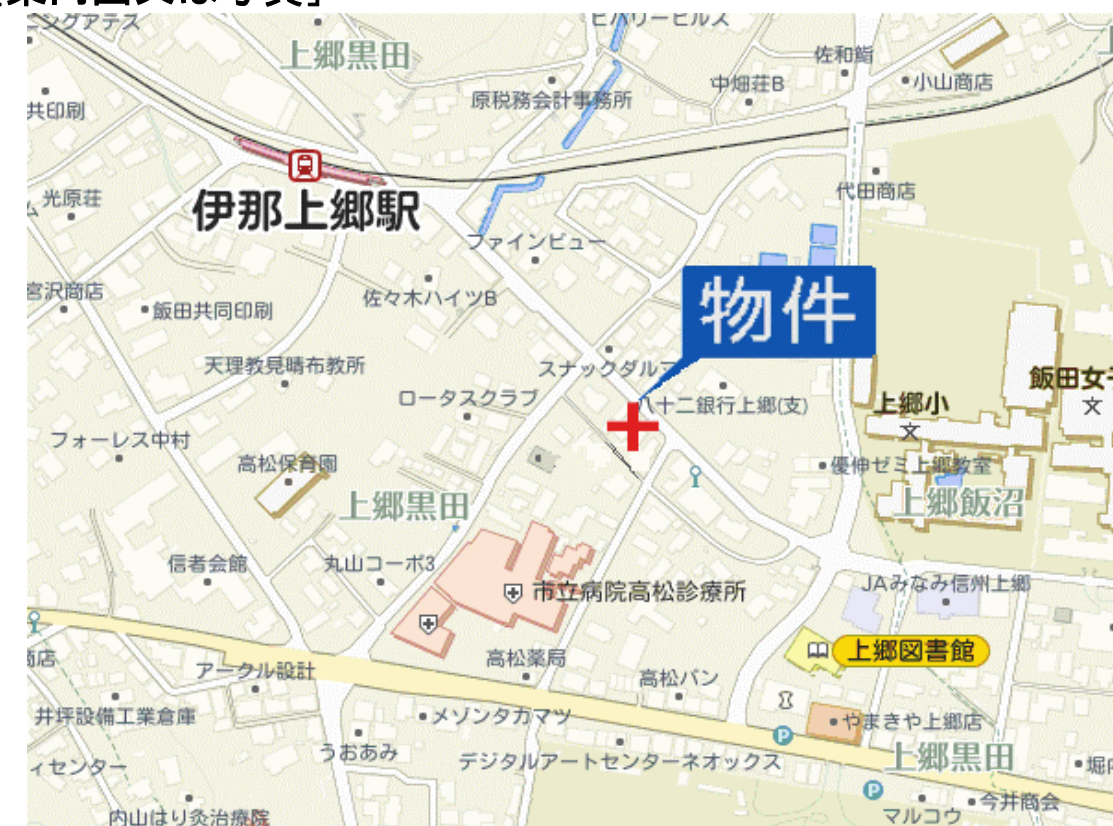 上郷黒田
佐和鮨
中畑荘B
小山商店
原税務会計事務所
共印刷
代田商店
光原荘
伊那上郷駅
ファインビュー
宮沢商店
佐々木ハイツB
飯田共同印刷
物件
天理教見晴布教所
スナックダルマ
飯田女子
ロータスクラブ
八十二銀行上郷(支)
上郷小
文
文
フォーレス中村
高松保育園
優伸ゼミ上郷教室
上郷黒田
上郷飯沼
信者会館
丸山コーポ3
市立病院高松診療所
JAみなみ信州上郷
上郷図書館
高松薬局
アークル設計
高松パン
井坪設備工業倉庫
メゾンタカマツ
やまきや上郷店
うおあみ
デジタルアートセンターネオックス
上郷黒田
ィセンター
P
P
今井商会
内山はり灸治療院
マルコウ